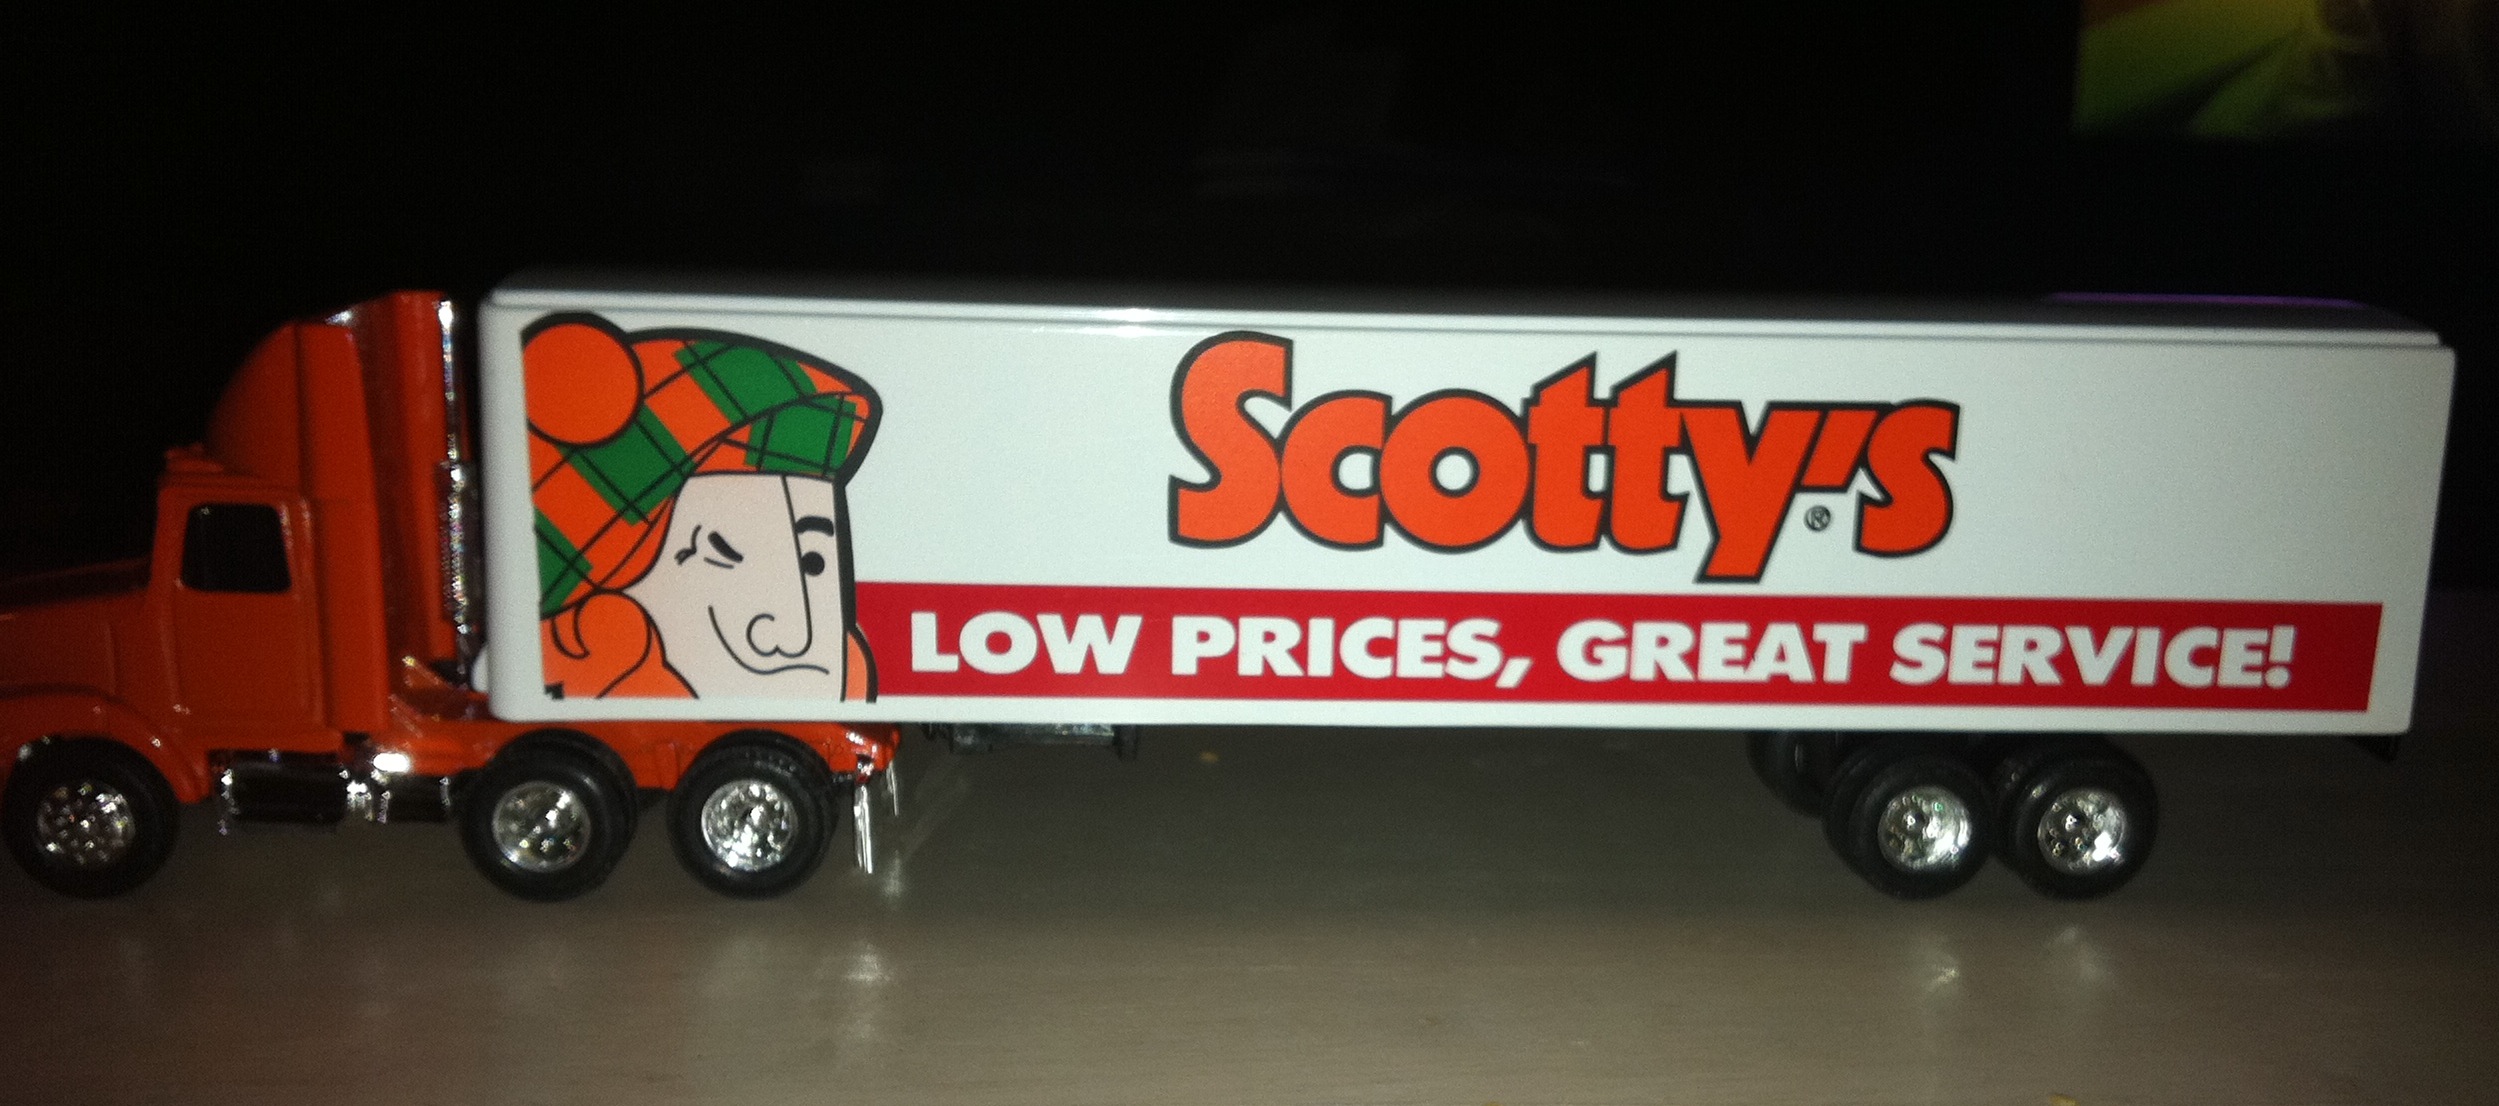 Scotty's®
LOW PRICES, GREAT SERVICE!